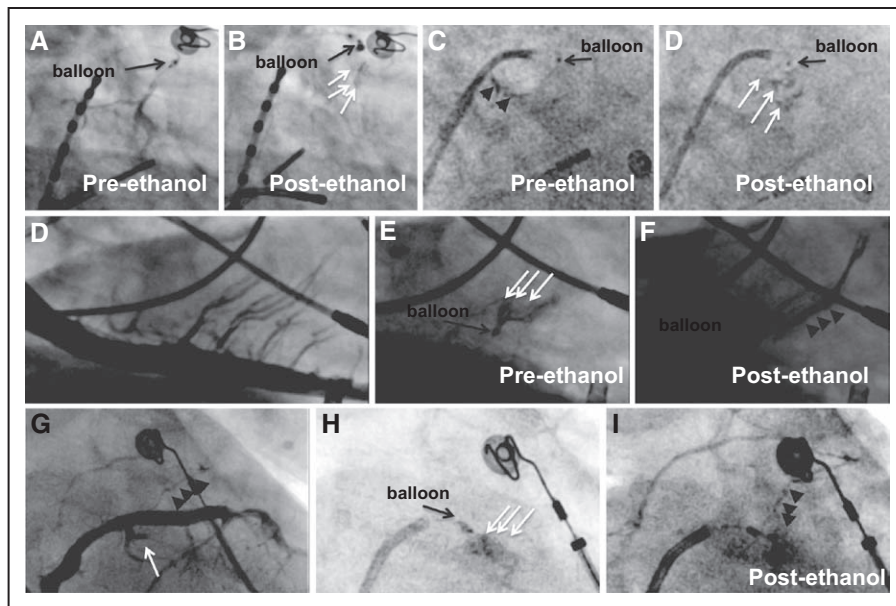 A
balloon
Pre-ethanol
B
balloon
Post-ethanol
C
balloon
Pre-ethanol
D
balloon
Post-ethanol
D
E
balloon
Pre-ethanol
F
balloon
Post-ethanol
G
H
balloon
I
Post-ethanol